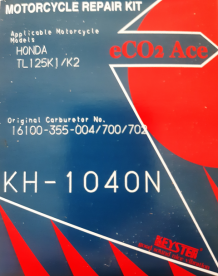 MOTORCYCLE REPAIR KIT
Applicable Motorcycle
Models
HONDA
TL125K1/K2
eCO2 Ace
Original Carburetor No.
16100-355-004/700/702
KH-1040N
KEYSTER